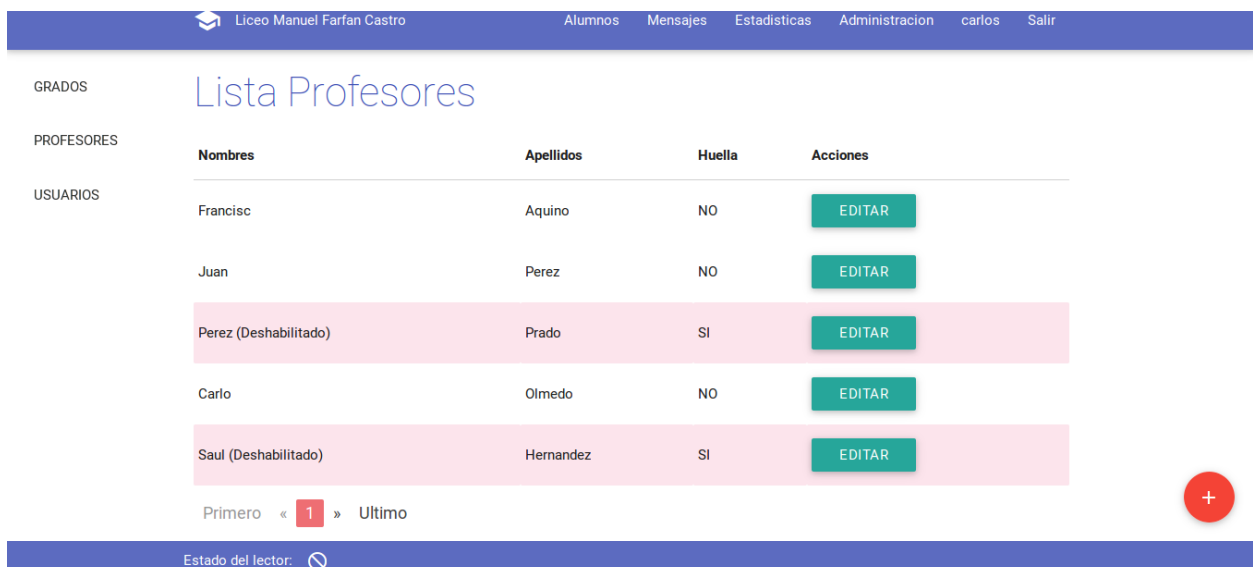 Liceo Manuel Farfan Castro Alumnos Mensajes Estadisticas Administracion carlos Salir
GRADOS
PROFESORES
USUARIOS
Lista Profesores
Nombres Apellidos Huella Acciones
Francisc Aquino NO EDITAR
Juan Perez NO EDITAR
Perez (Deshabilitado) Prado SI EDITAR
Carlo Olmedo NO EDITAR
Saul (Deshabilitado) Hernandez SI EDITAR
Primero « 1 » Ultimo
+
Estado del lector: